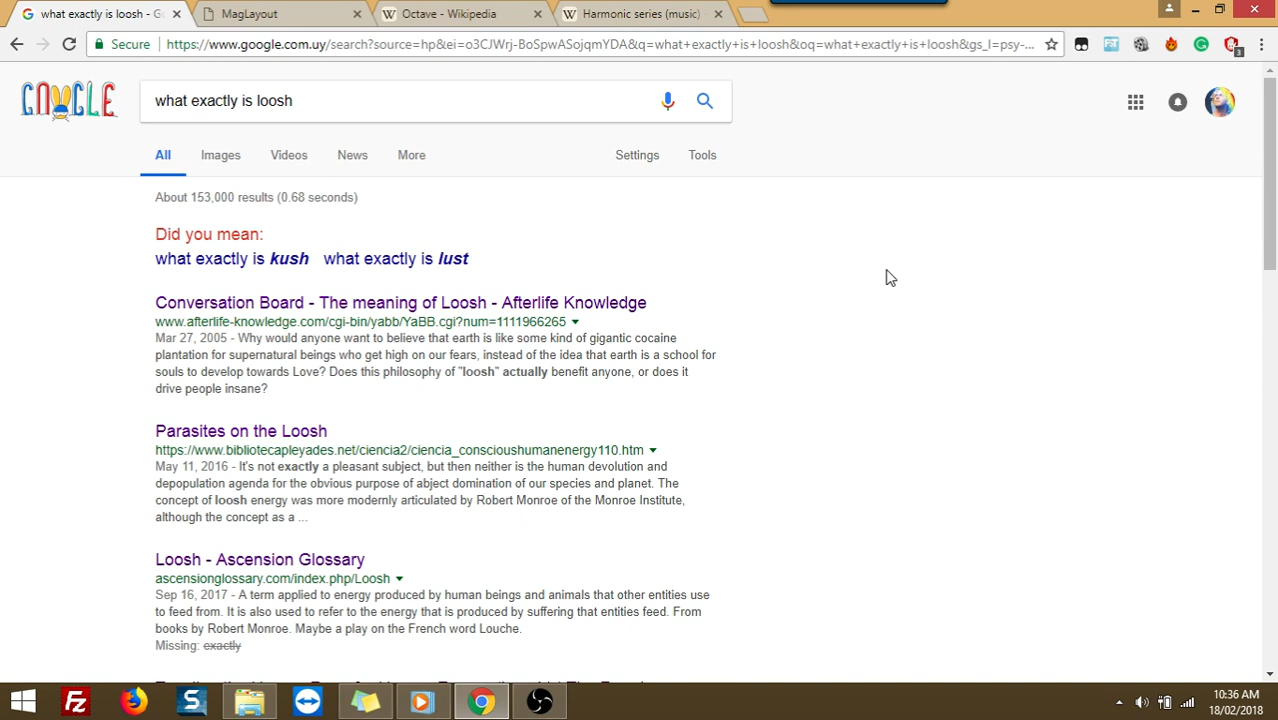 what exactly is loosh - G
MagLayout
Octave - Wikipedia
Harmonic series (music)
Secure
https://www.google.com.uy/search?source=hp&ei=o3CJWrj-BoSpwASojqmYDA&q=what+exactly+is+loosh&oq=what+exactly+is+loosh&gs_l=psy-...
3
what exactly is loosh
All Images Videos News More Settings Tools
About 153,000 results (0.68 seconds)
Did you mean:
what exactly is kush what exactly is lust
Conversation Board - The meaning of Loosh - Afterlife Knowledge
www.afterlife-knowledge.com/cgi-bin/yabb/YaBB.cgi?num=1111966265
Mar 27, 2005 - Why would anyone want to believe that earth is like some kind of gigantic cocaine
plantation for supernatural beings who get high on our fears, instead of the idea that earth is a school for
souls to develop towards Love? Does this philosophy of "loosh" actually benefit anyone, or does it
drive people insane?
Parasites on the Loosh
https://www.bibliotecapleyades.net/ciencia2/ciencia_conscioushumanenergy110.htm
May 11, 2016 - It's not exactly a pleasant subject, but then neither is the human devolution and
depopulation agenda for the obvious purpose of abject domination of our species and planet. The
concept of loosh energy was more modernly articulated by Robert Monroe of the Monroe Institute,
although the concept as a ...
Loosh - Ascension Glossary
ascensionglossary.com/index.php/Loosh
Sep 16, 2017 - A term applied to energy produced by human beings and animals that other entities use
to feed from. It is also used to refer to the energy that is produced by suffering that entities feed. From
books by Robert Monroe. Maybe a play on the French word Louche.
Missing: exactly
10:36 AM
18/02/2018